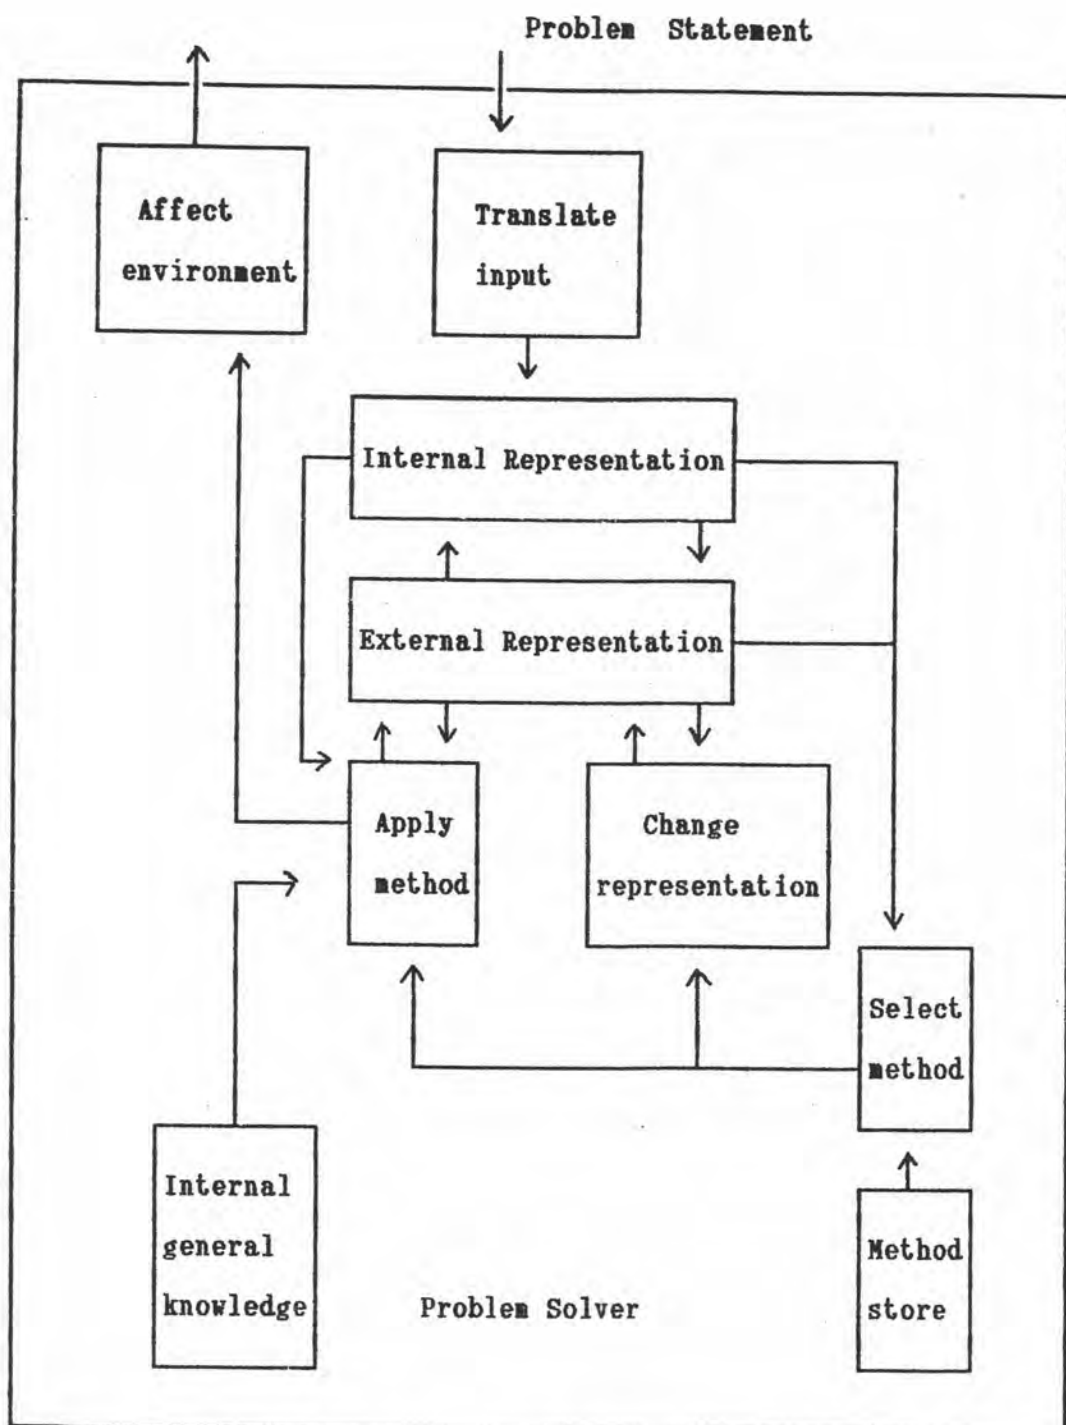 Problem Statement
Affect
environment
Translate
input
Internal Representation
External Representation
Apply
method
Change
representation
Select
method
Internal
general
knowledge
Problem Solver
Method
store